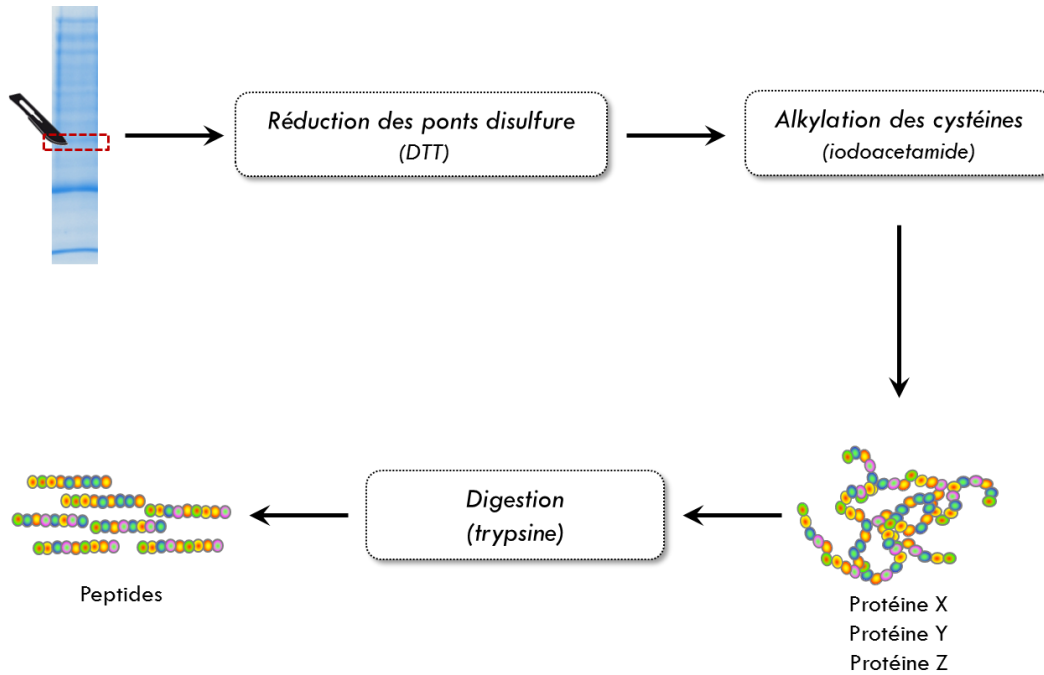 Réduction des ponts disulfure
(DTT)
Alkylation des cystéines
(iodoacetamide)
Digestion
(trypsine)
Peptides
Protéine X
Protéine Y
Protéine Z